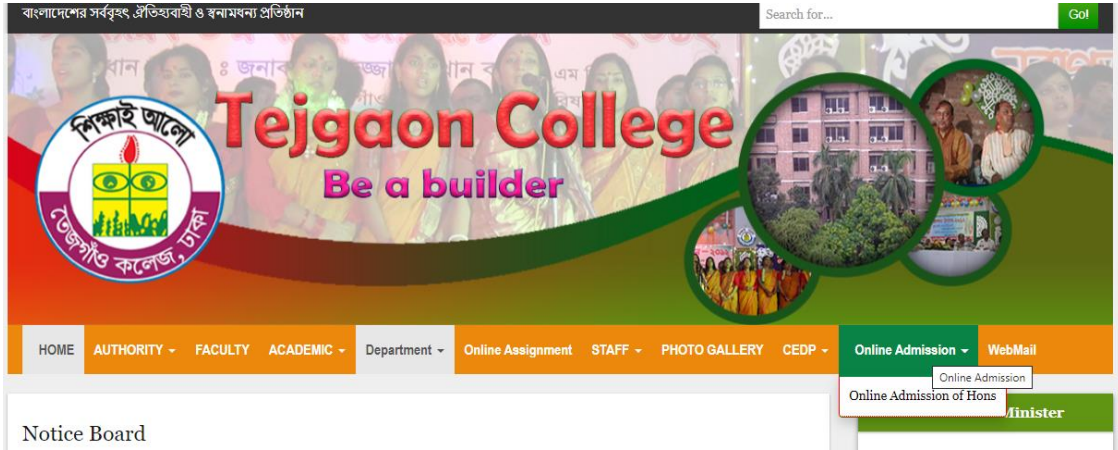 বাংলাদেশের সর্ববৃহৎ ঐতিহ্যবাহী ও স্বনামধন্য প্রতিষ্ঠান
Search for...
Go!
শিক্ষাই আলো
তেজগাঁও কলেজ, ঢাকা
Tejgaon College
Be a builder
HOME AUTHORITY FACULTY ACADEMIC Department Online Assignment STAFF PHOTO GALLERY CEDP Online Admission WebMail
Online Admission
Online Admission of Hons
Minister
Notice Board